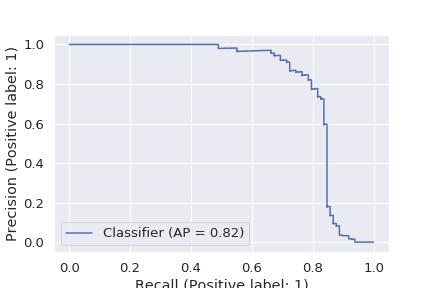 1.0
0.8
0.6
0.4
0.2
0.0
Precision (Positive label: 1)
Classifier (AP = 0.82)
0.0 0.2 0.4 0.6 0.8 1.0
Recall (Positive label: 1)